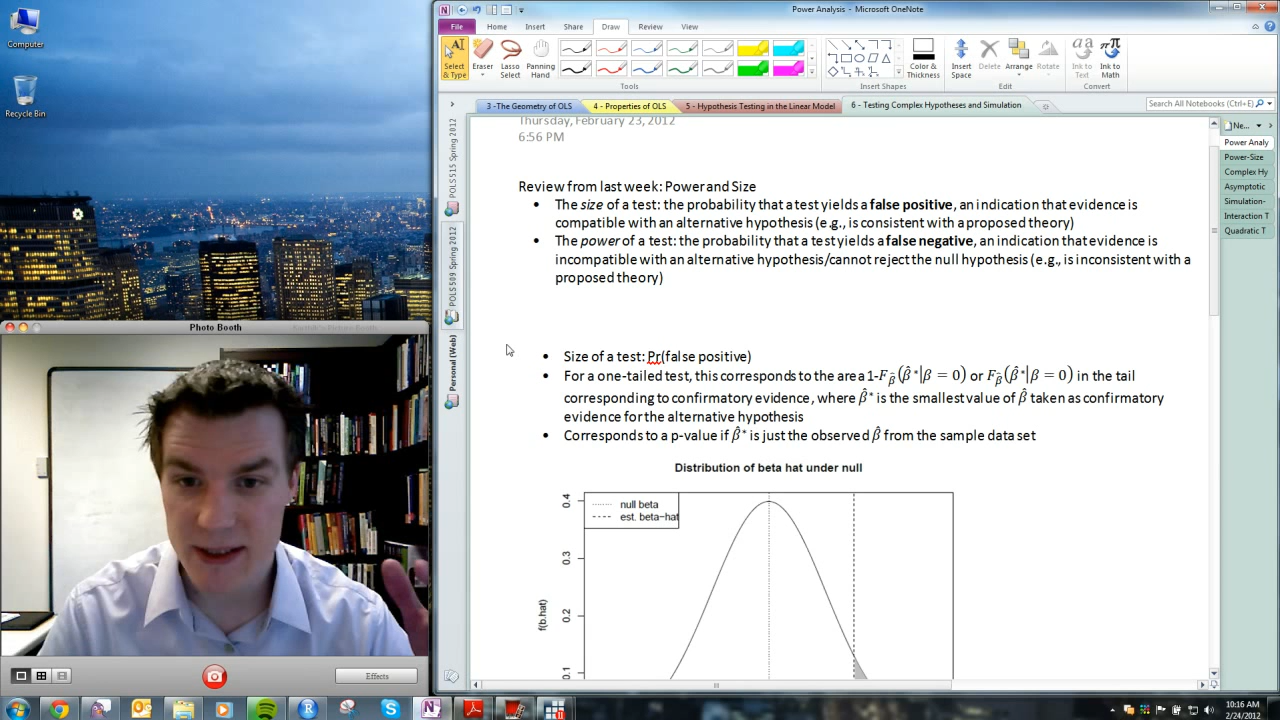 Computer
Recycle Bin
Power Analysis - Microsoft OneNote
File Home Insert Share Draw Review View
Select & Type
Eraser
Lasso Select
Panning Hand
Color & Thickness
Insert Space
Delete
Arrange
Rotate
Ink to Text
Ink to Math
Tools
Insert Shapes
Edit
Convert
3 -The Geometry of OLS
4 - Properties of OLS
5 - Hypothesis Testing in the Linear Model
6 - Testing Complex Hypotheses and Simulation
Search All Notebooks (Ctrl+E)
POLS 515 Spring 2012
POLS 509 Spring 2012
Personal (Web)
Ne...
Power Analy
Power-Size
Complex Hy
Asymptotic
Simulation-
Interaction T
Quadratic T
Thursday, February 23, 2012
6:56 PM
Review from last week: Power and Size
• The size of a test: the probability that a test yields a false positive, an indication that evidence is
compatible with an alternative hypothesis (e.g., is consistent with a proposed theory)
• The power of a test: the probability that a test yields a false negative, an indication that evidence is
incompatible with an alternative hypothesis/cannot reject the null hypothesis (e.g., is inconsistent with a
proposed theory)
• Size of a test: Pr(false positive)
• For a one-tailed test, this corresponds to the area 1-F_β̂(β̂*|β = 0) or F_β̂(β̂*|β = 0) in the tail
corresponding to confirmatory evidence, where β̂* is the smallest value of β̂ taken as confirmatory
evidence for the alternative hypothesis
• Corresponds to a p-value if β̂* is just the observed β̂ from the sample data set
Distribution of beta hat under null
null beta
est. beta-hat
f(b.hat)
0.4
0.3
0.2
0.1
Photo Booth
Effects
10:16 AM
2/24/2012